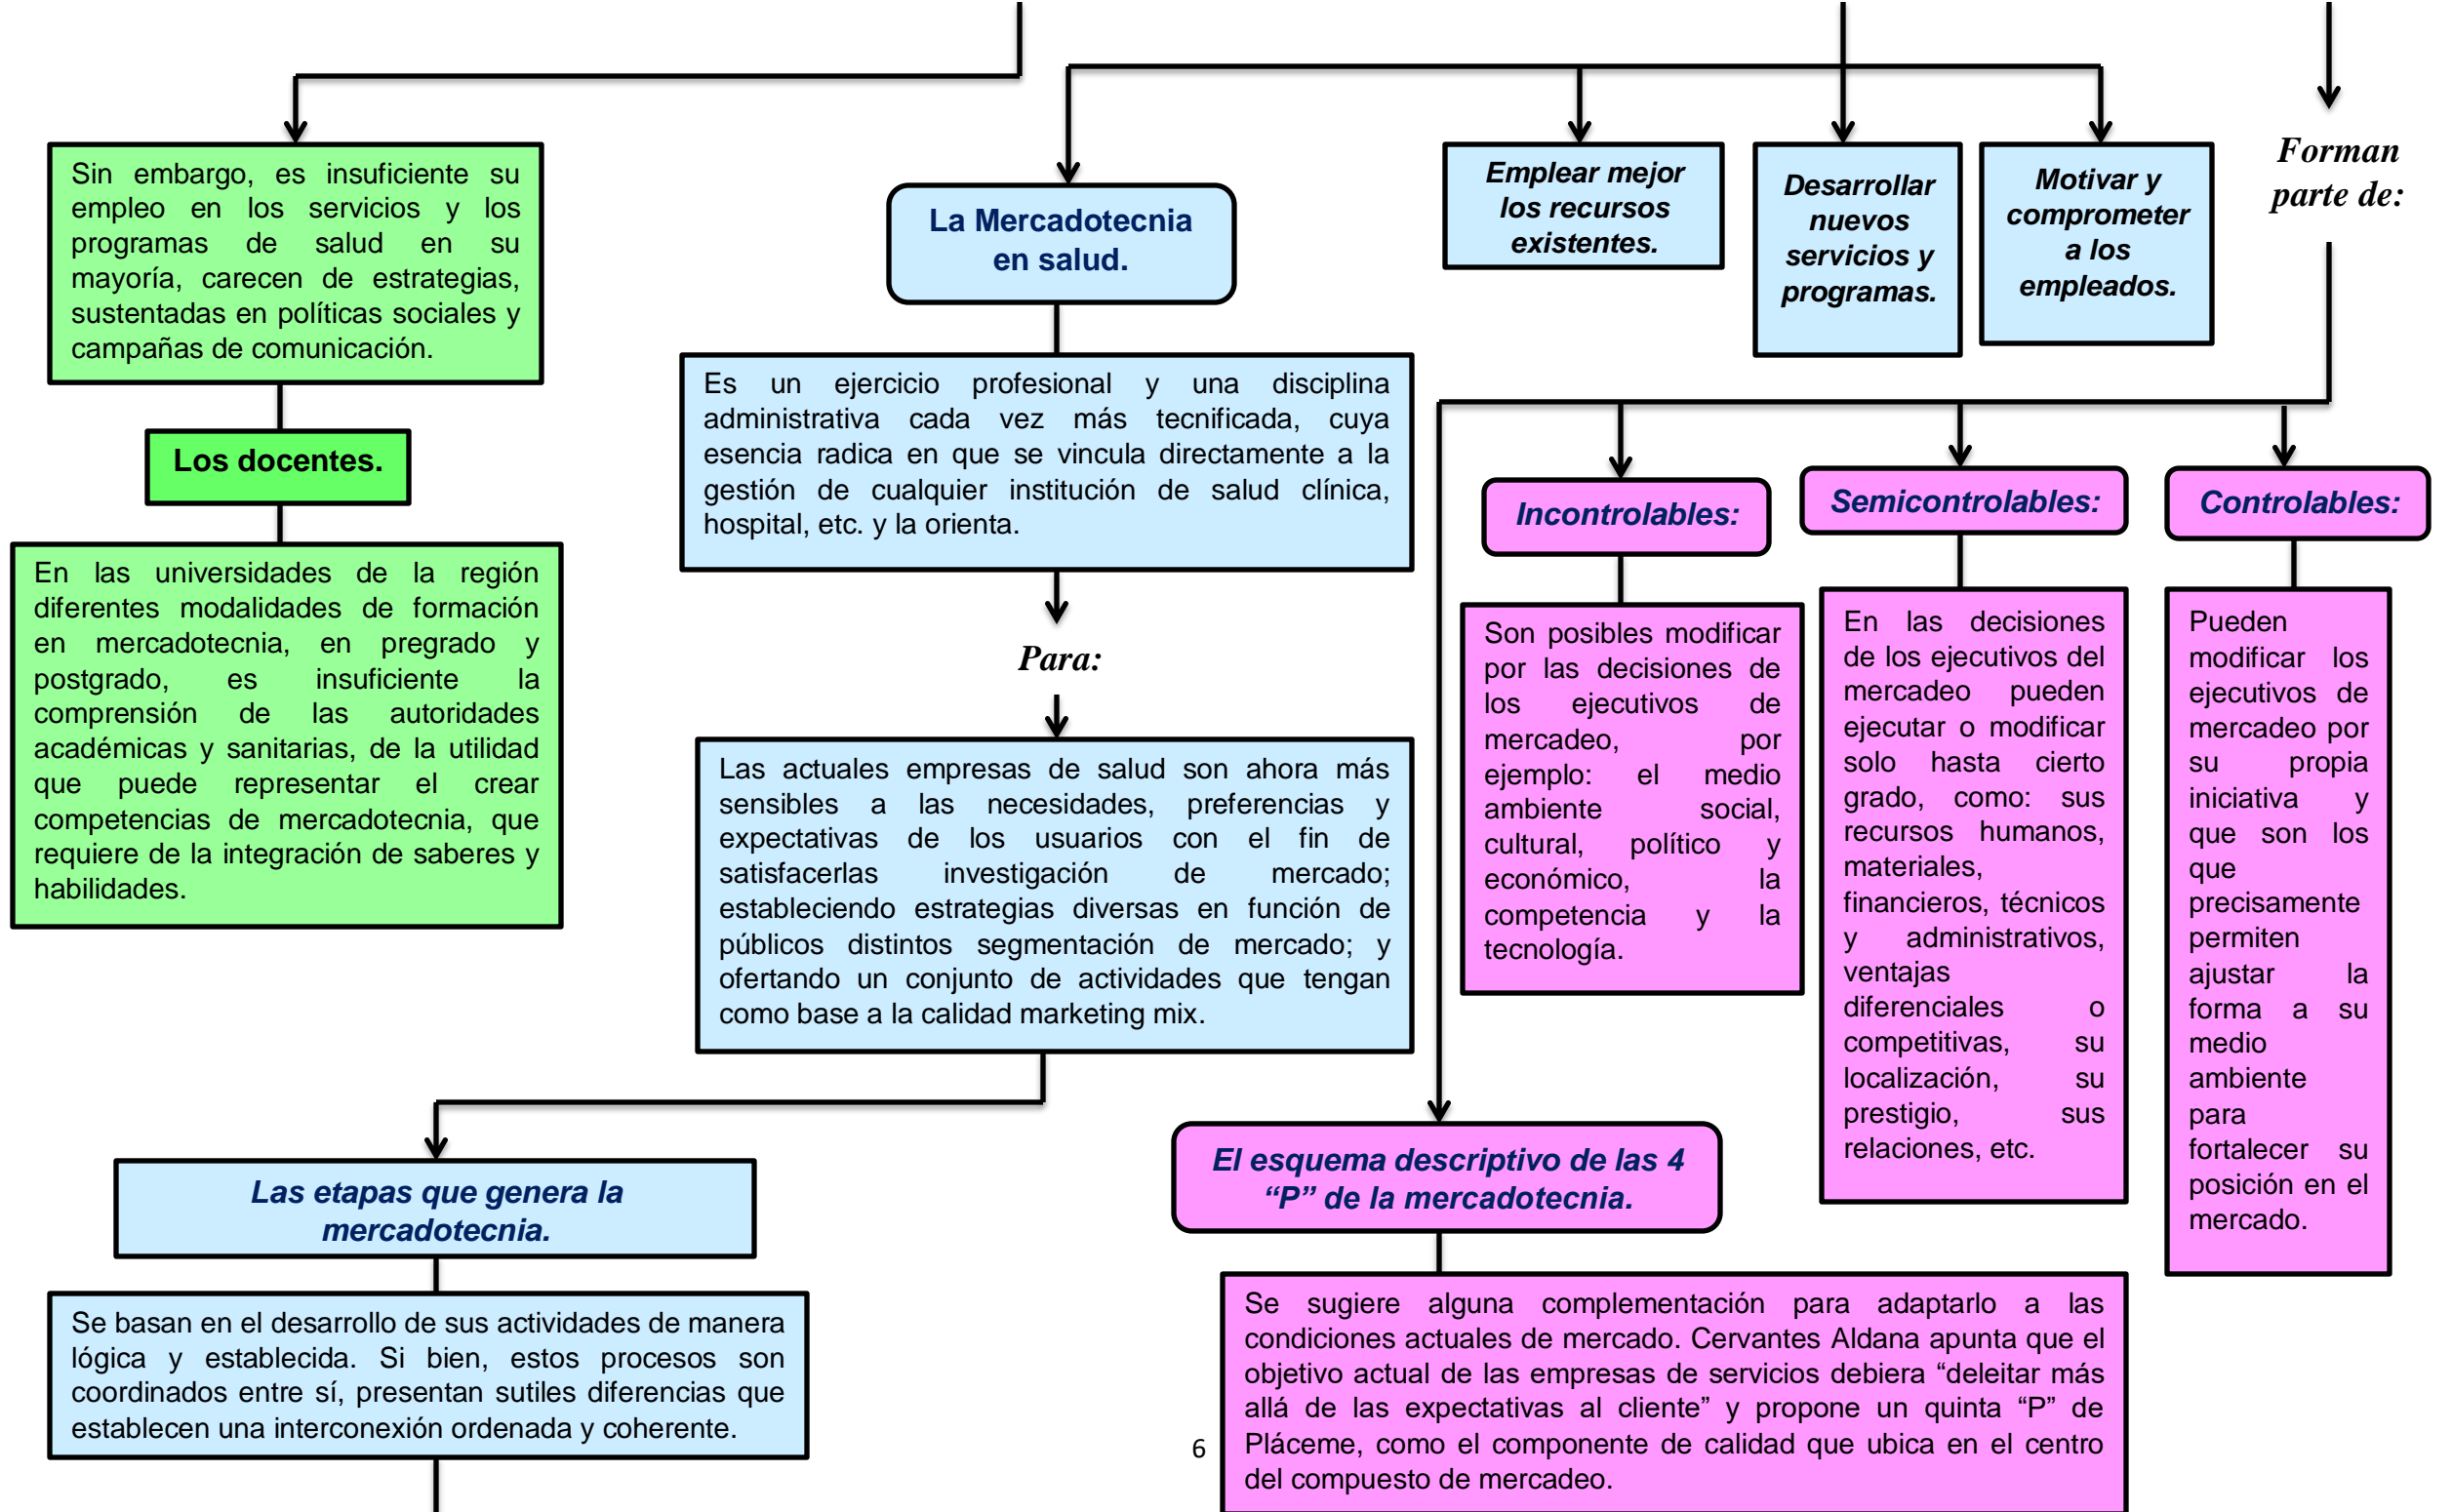 Sin embargo, es insuficiente su
empleo en los servicios y los
programas de salud en su
mayoría, carecen de estrategias,
sustentadas en políticas sociales y
campañas de comunicación.
Los docentes.
En las universidades de la región
diferentes modalidades de formación
en mercadotecnia, en pregrado y
postgrado, es insuficiente la
comprensión de las autoridades
académicas y sanitarias, de la utilidad
que puede representar el crear
competencias de mercadotecnia, que
requiere de la integración de saberes y
habilidades.
La Mercadotecnia
en salud.
Es un ejercicio profesional y una disciplina
administrativa cada vez más tecnificada, cuya
esencia radica en que se vincula directamente a la
gestión de cualquier institución de salud clínica,
hospital, etc. y la orienta.
Para:
Las actuales empresas de salud son ahora más
sensibles a las necesidades, preferencias y
expectativas de los usuarios con el fin de
satisfacerlas investigación de mercado;
estableciendo estrategias diversas en función de
públicos distintos segmentación de mercado; y
ofertando un conjunto de actividades que tengan
como base a la calidad marketing mix.
Las etapas que genera la
mercadotecnia.
Se basan en el desarrollo de sus actividades de manera
lógica y establecida. Si bien, estos procesos son
coordinados entre sí, presentan sutiles diferencias que
establecen una interconexión ordenada y coherente.
Emplear mejor
los recursos
existentes.
Desarrollar
nuevos
servicios y
programas.
Motivar y
comprometer
a los
empleados.
Forman
parte de:
Incontrolables:
Son posibles modificar
por las decisiones de
los ejecutivos de
mercadeo, por
ejemplo: el medio
ambiente social,
cultural, político y
económico, la
competencia y la
tecnología.
Semicontrolables:
En las decisiones
de los ejecutivos del
mercadeo pueden
ejecutar o modificar
solo hasta cierto
grado, como: sus
recursos humanos,
materiales,
financieros, técnicos
y administrativos,
ventajas
diferenciales o
competitivas, su
localización, su
prestigio, sus
relaciones, etc.
Controlables:
Pueden
modificar los
ejecutivos de
mercadeo por
su propia
iniciativa y
que son los
que
precisamente
permiten
ajustar la
forma a su
medio
ambiente
para
fortalecer su
posición en el
mercado.
El esquema descriptivo de las 4
“P” de la mercadotecnia.
Se sugiere alguna complementación para adaptarlo a las
condiciones actuales de mercado. Cervantes Aldana apunta que el
objetivo actual de las empresas de servicios debiera “deleitar más
allá de las expectativas al cliente” y propone un quinta “P” de
Pláceme, como el componente de calidad que ubica en el centro
del compuesto de mercadeo.
6